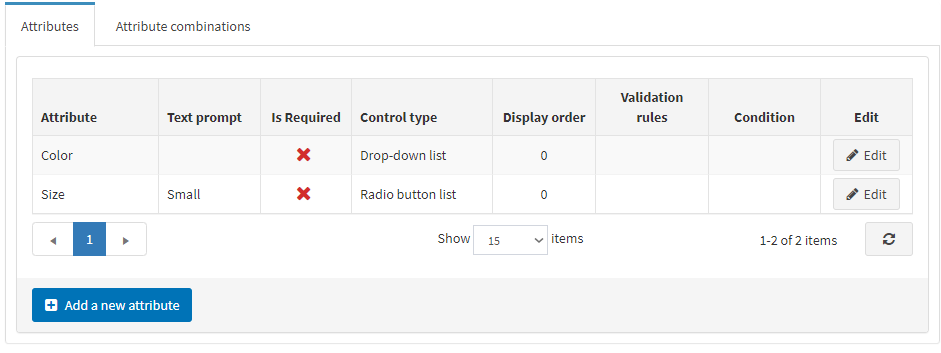 Attributes Attribute combinations
Attribute Text prompt Is Required Control type Display order Validation rules Condition Edit
Color Drop-down list 0 Edit
Size Small Radio button list 0 Edit
1 Show 15 items 1-2 of 2 items
Add a new attribute